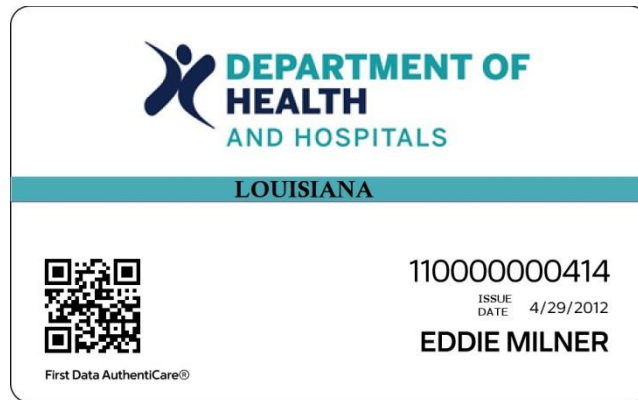 DEPARTMENT OF
HEALTH
AND HOSPITALS
LOUISIANA
110000000414
ISSUE
DATE 4/29/2012
EDDIE MILNER
First Data AuthentiCare®